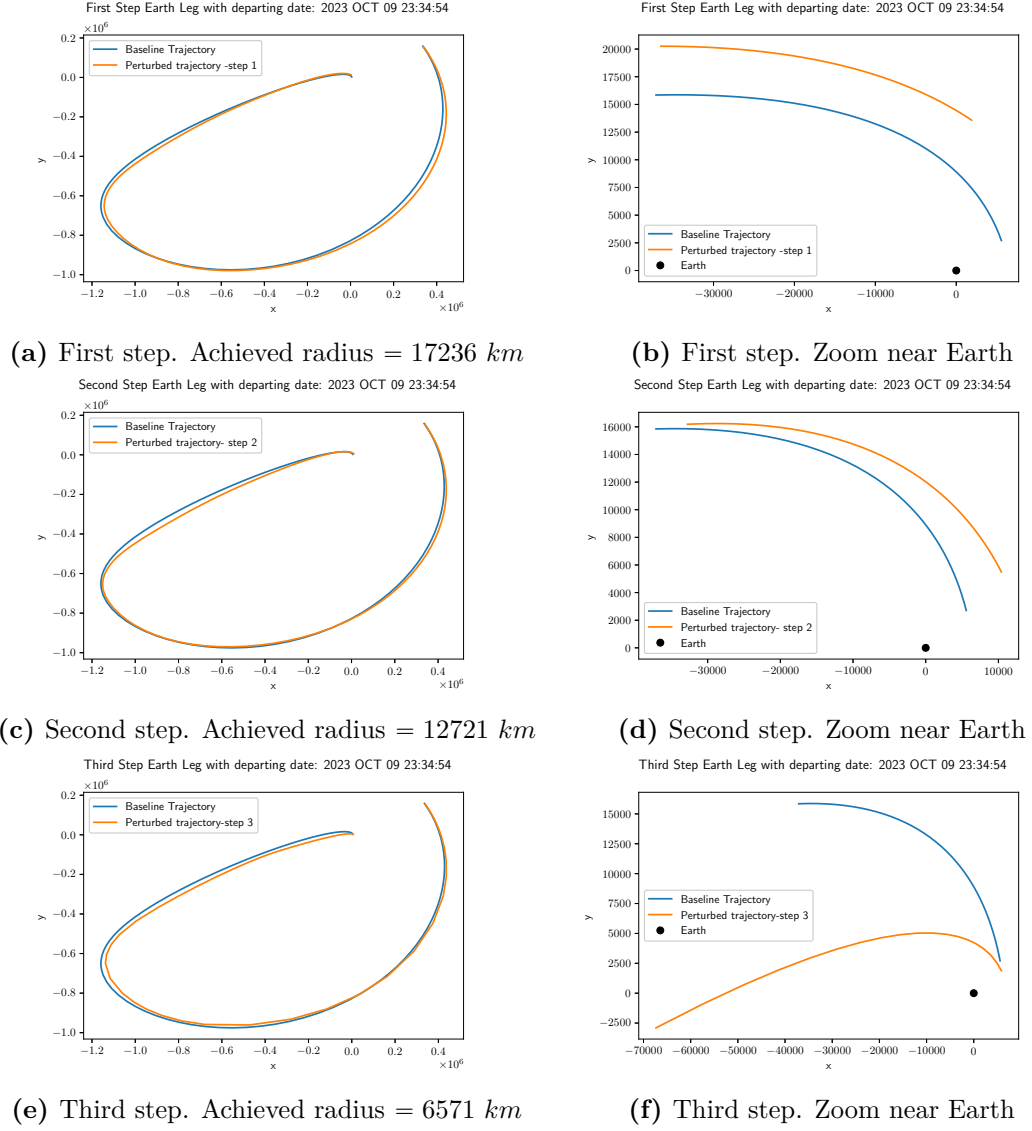 First Step Earth Leg with departing date: 2023 OCT 09 23:34:54
×10⁶
0.2
0.0
−0.2
−0.4
−0.6
−0.8
−1.0
y
Baseline Trajectory
Perturbed trajectory -step 1
−1.2 −1.0 −0.8 −0.6 −0.4 −0.2 0.0 0.2 0.4
×10⁶
x
First Step Earth Leg with departing date: 2023 OCT 09 23:34:54
20000
17500
15000
12500
10000
7500
5000
2500
0
y
Baseline Trajectory
Perturbed trajectory -step 1
Earth
−30000 −20000 −10000 0
x
(a) First step. Achieved radius = 17236 km
(b) First step. Zoom near Earth
Second Step Earth Leg with departing date: 2023 OCT 09 23:34:54
×10⁶
0.2
0.0
−0.2
−0.4
−0.6
−0.8
−1.0
y
Baseline Trajectory
Perturbed trajectory- step 2
−1.2 −1.0 −0.8 −0.6 −0.4 −0.2 0.0 0.2 0.4
×10⁶
x
Second Step Earth Leg with departing date: 2023 OCT 09 23:34:54
16000
14000
12000
10000
8000
6000
4000
2000
0
y
Baseline Trajectory
Perturbed trajectory- step 2
Earth
−30000 −20000 −10000 0 10000
x
(c) Second step. Achieved radius = 12721 km
(d) Second step. Zoom near Earth
Third Step Earth Leg with departing date: 2023 OCT 09 23:34:54
×10⁶
0.2
0.0
−0.2
−0.4
−0.6
−0.8
−1.0
y
Baseline Trajectory
Perturbed trajectory-step 3
−1.2 −1.0 −0.8 −0.6 −0.4 −0.2 0.0 0.2 0.4
×10⁶
x
Third Step Earth Leg with departing date: 2023 OCT 09 23:34:54
15000
12500
10000
7500
5000
2500
0
−2500
y
Baseline Trajectory
Perturbed trajectory-step 3
Earth
−70000 −60000 −50000 −40000 −30000 −20000 −10000 0
x
(e) Third step. Achieved radius = 6571 km
(f) Third step. Zoom near Earth